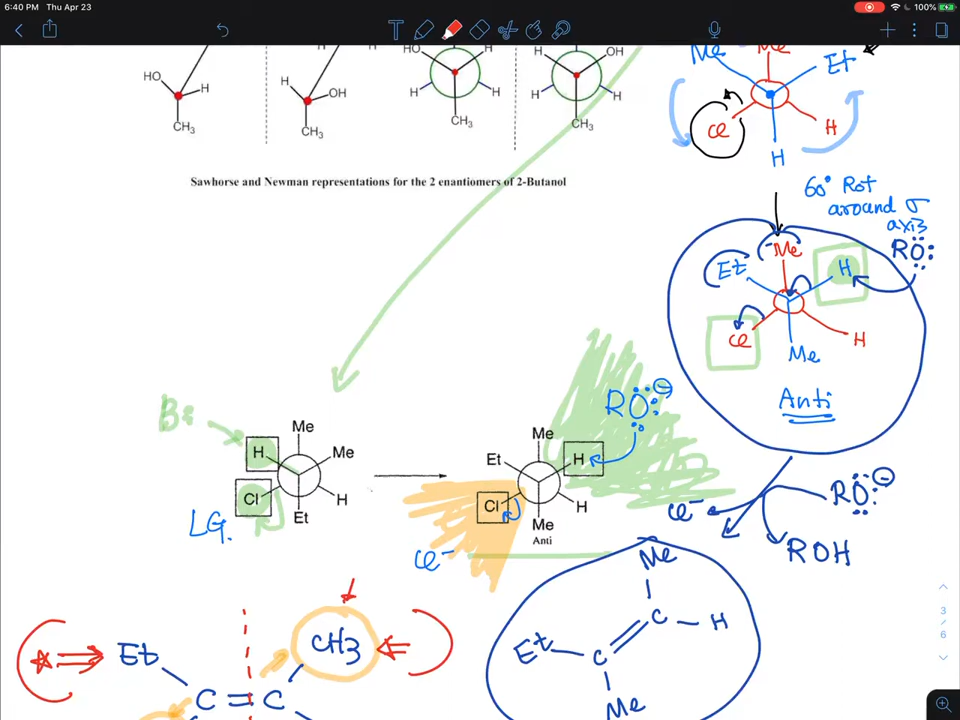 6:40 PM Thu Apr 23
100%
HO
H
CH3
H
OH
CH3
HO
H
H
H
CH3
H
OH
H
H
CH3
Sawhorse and Newman representations for the 2 enantiomers of 2-Butanol
Me
Me
Et
Cl
H
H
60° Rot
around σ
axis
RO:
Me
Et
H
Cl
H
Me
Anti
B:
Me
H
Me
Cl
H
Et
LG.
RO:⊖
Me
Et
H
Cl
H
Me
Anti
Cl⁻
Cl⁻
RO:⊖
ROH
Me
C
H
Et
C
Me
Et
CH3
C = C
3
/
6